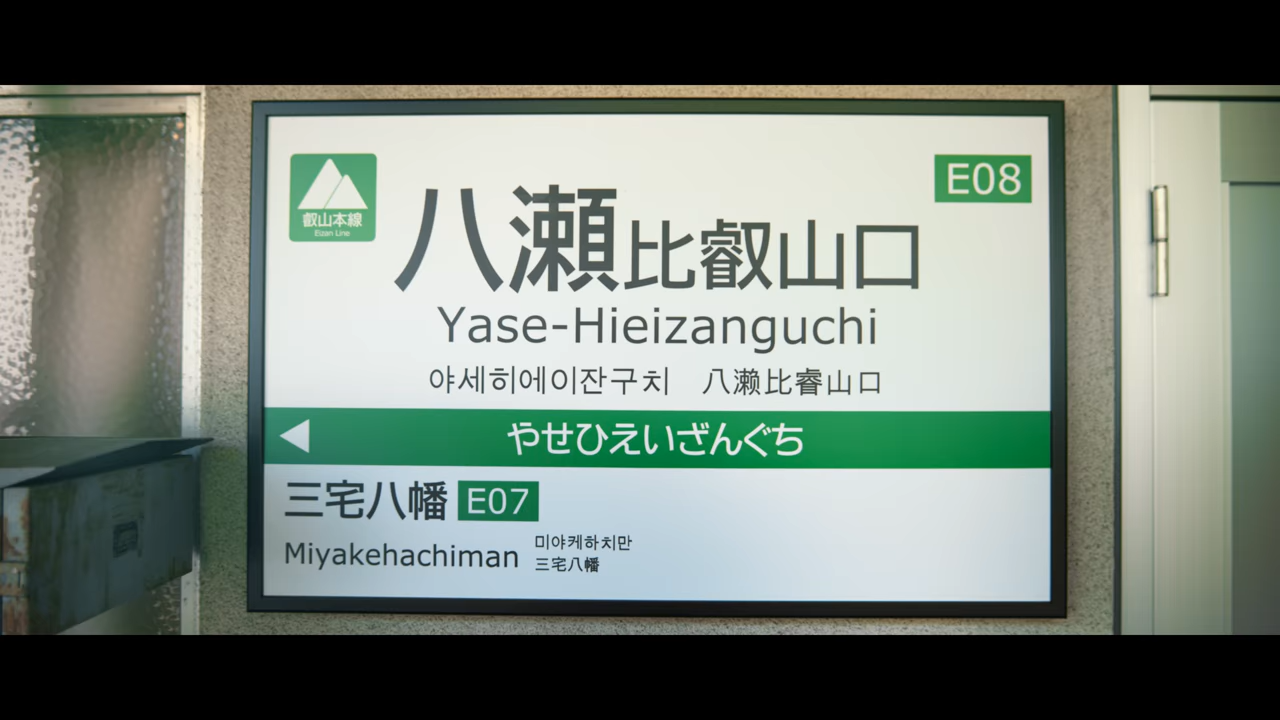 叡山本線
Eizan Line
E08
八瀬比叡山口
Yase-Hieizanguchi
야세히에이잔구치 八濑比睿山口
やせひえいざんぐち
三宅八幡 E07
Miyakehachiman
미야케하치만
三宅八幡